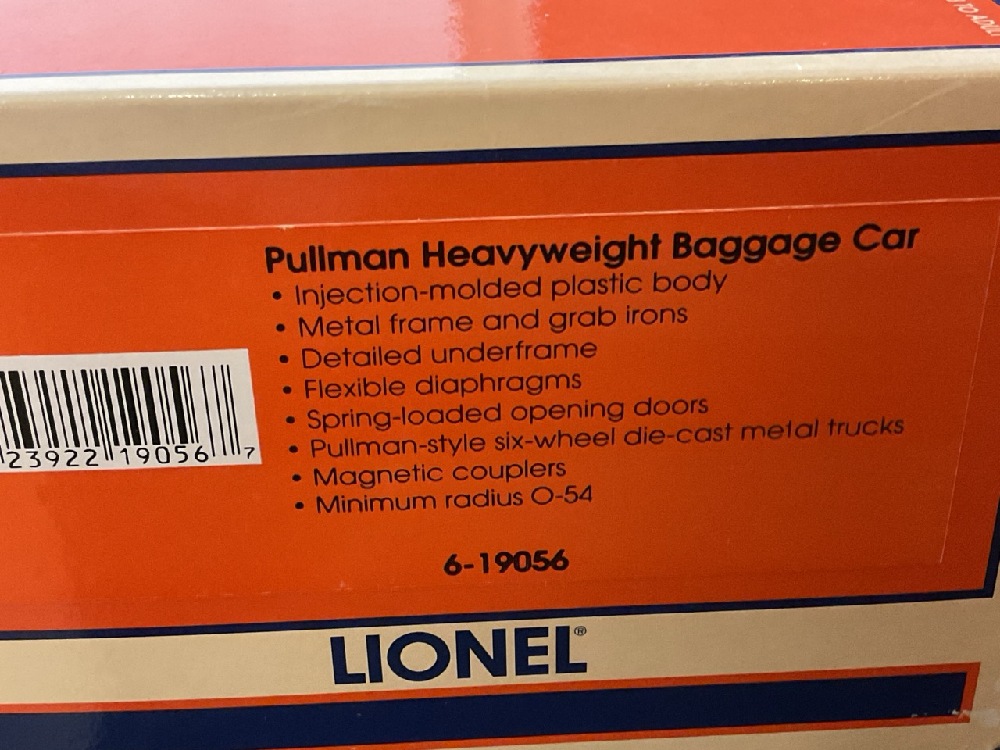 TO ADULT
Pullman Heavyweight Baggage Car
• Injection-molded plastic body
• Metal frame and grab irons
• Detailed underframe
• Flexible diaphragms
• Spring-loaded opening doors
• Pullman-style six-wheel die-cast metal trucks
• Magnetic couplers
• Minimum radius O-54
23922 19056 7
6-19056
LIONEL®